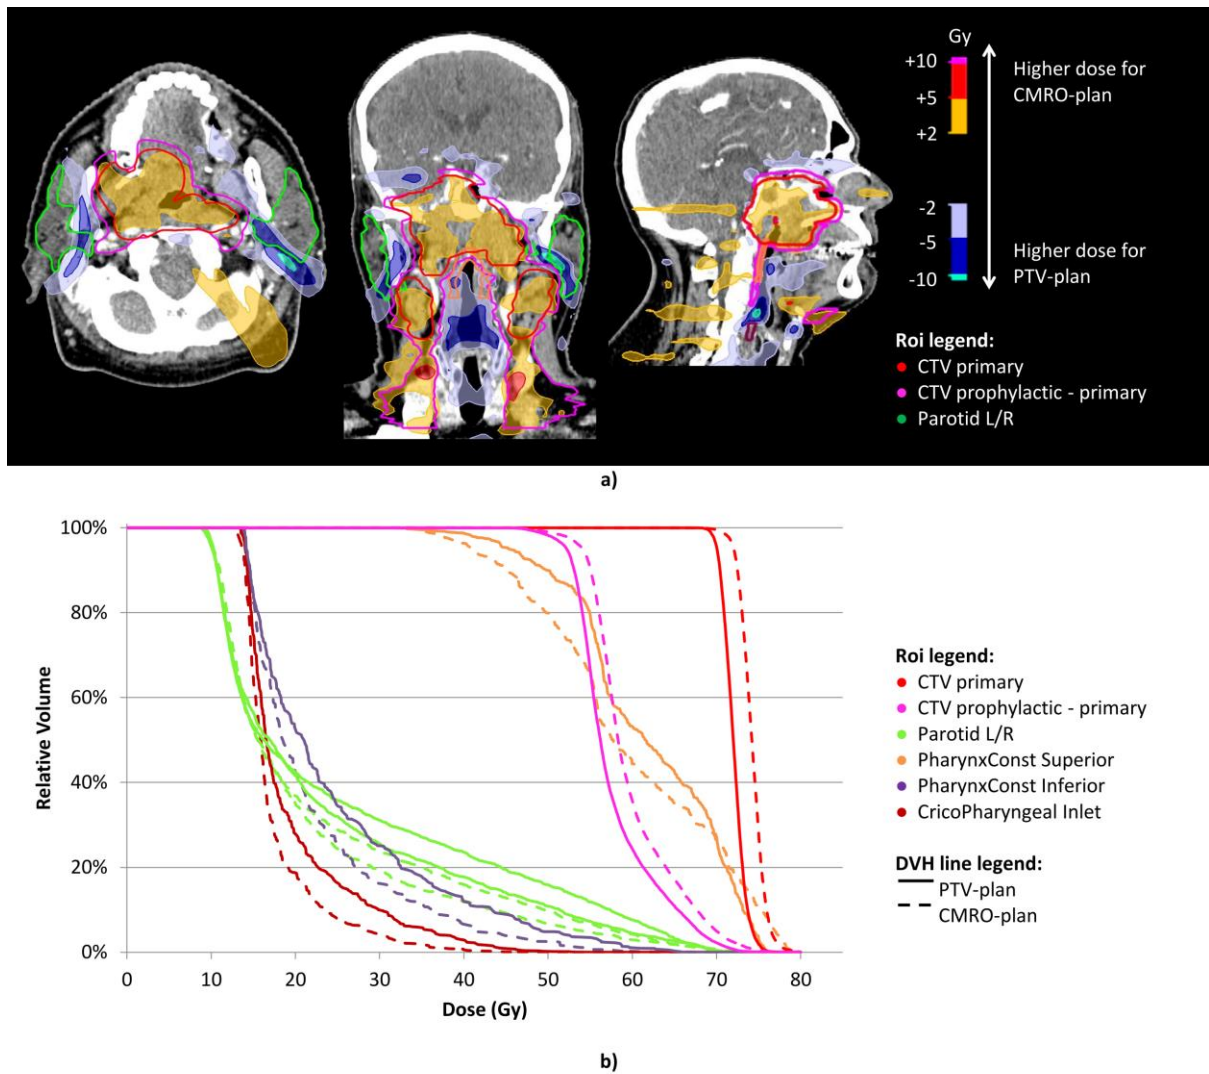 Gy
+10
+5
+2
-2
-5
-10
Higher dose for
CMRO-plan
Higher dose for
PTV-plan
Roi legend:
CTV primary
CTV prophylactic - primary
Parotid L/R
a)
100%
80%
60%
40%
20%
0%
Relative Volume
0 10 20 30 40 50 60 70 80
Dose (Gy)
Roi legend:
CTV primary
CTV prophylactic - primary
Parotid L/R
PharynxConst Superior
PharynxConst Inferior
CricoPharyngeal Inlet
DVH line legend:
PTV-plan
CMRO-plan
b)